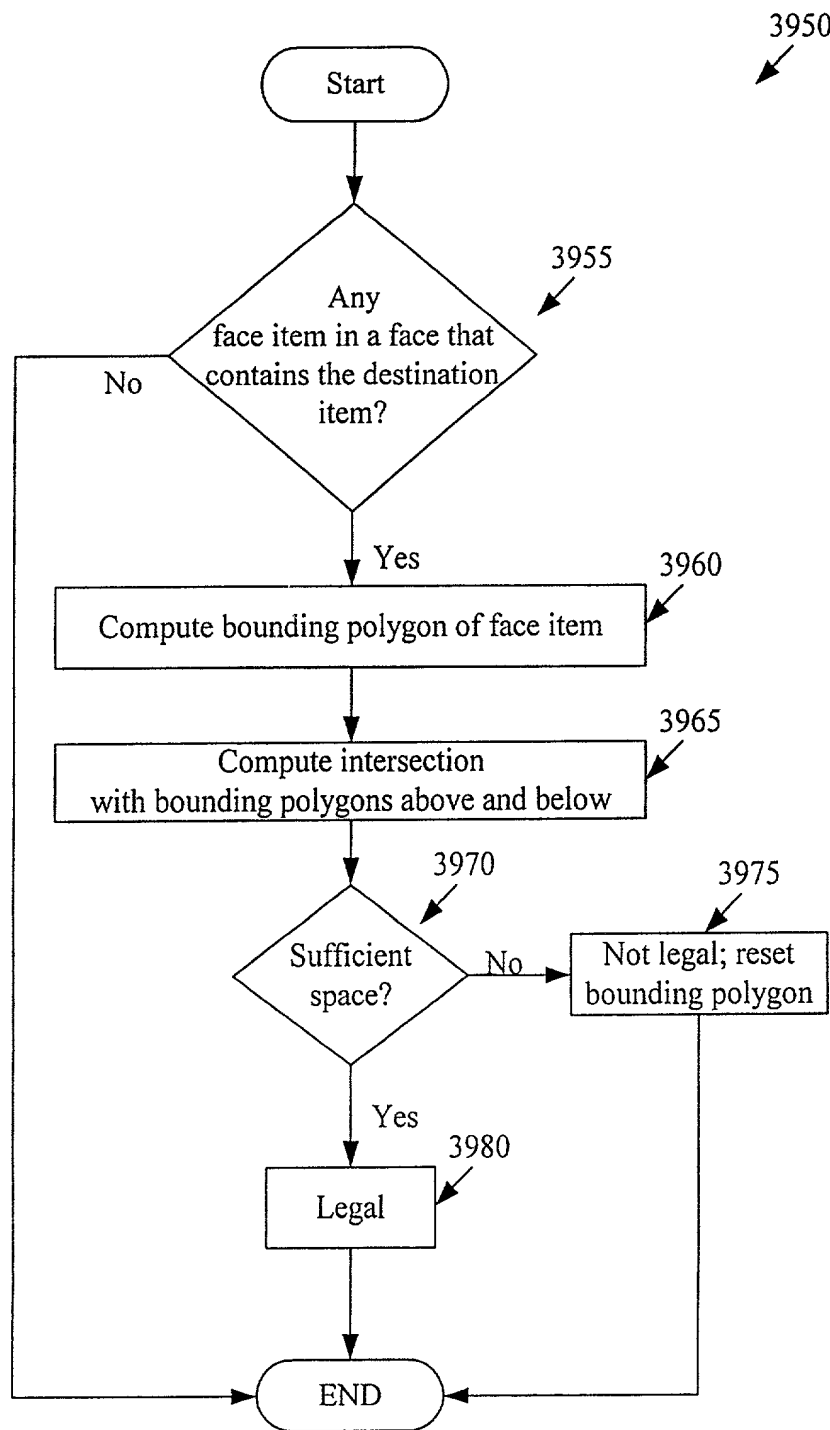 3950
Start
3955
Any
face item in a face that
contains the destination
item?
No
Yes
3960
Compute bounding polygon of face item
3965
Compute intersection
with bounding polygons above and below
3970
3975
Sufficient
space?
No
Not legal; reset
bounding polygon
Yes
3980
Legal
END